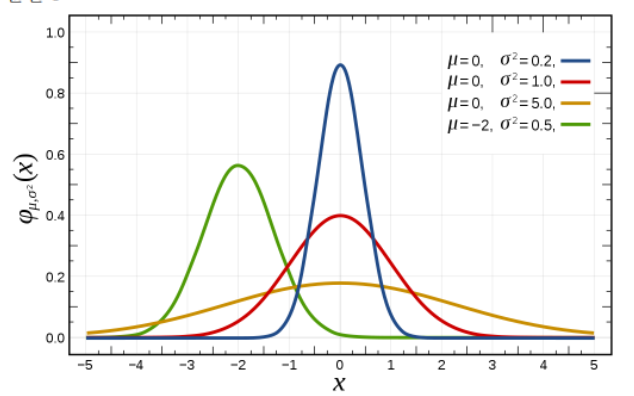 1.0
0.8
0.6
0.4
0.2
0.0
φμ,σ²(x)
μ=0, σ²=0.2,
μ=0, σ²=1.0,
μ=0, σ²=5.0,
μ=−2, σ²=0.5,
−5 −4 −3 −2 −1 0 1 2 3 4 5
x